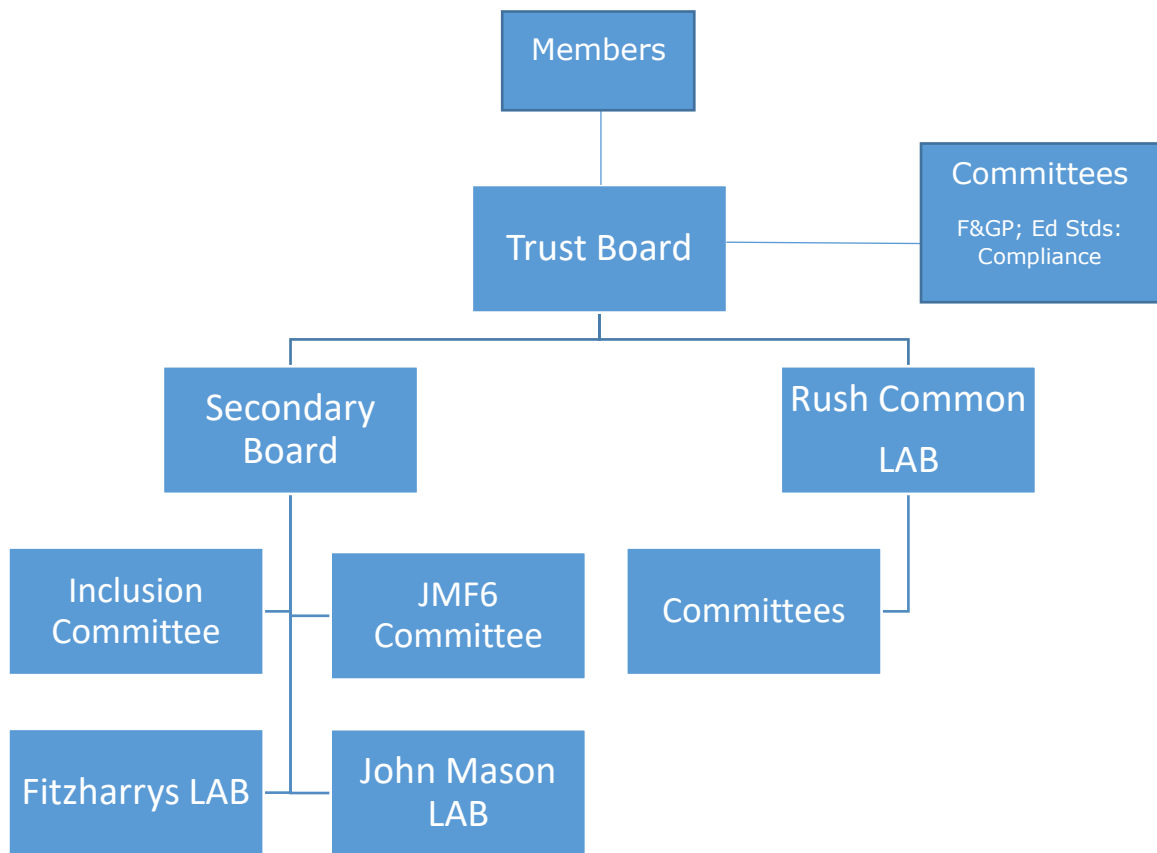 Members
Committees
F&GP; Ed Stds:
Compliance
Trust Board
Secondary
Board
Rush Common
LAB
Inclusion
Committee
JMF6
Committee
Committees
Fitzharrys LAB
John Mason
LAB